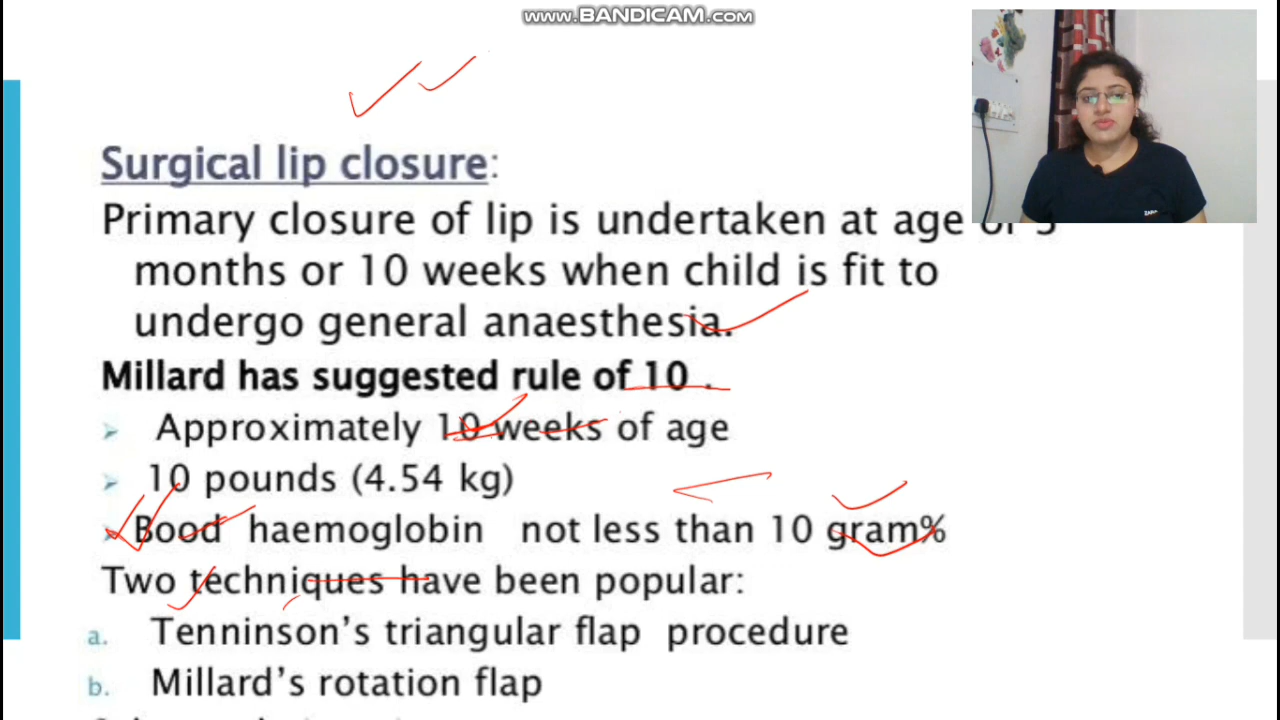 www.BANDICAM.com
Surgical lip closure:
Primary closure of lip is undertaken at age of 3
months or 10 weeks when child is fit to
undergo general anaesthesia.
Millard has suggested rule of 10 .
Approximately 10 weeks of age
10 pounds (4.54 kg)
Bood haemoglobin not less than 10 gram%
Two techniques have been popular:
a. Tenninson's triangular flap procedure
b. Millard's rotation flap